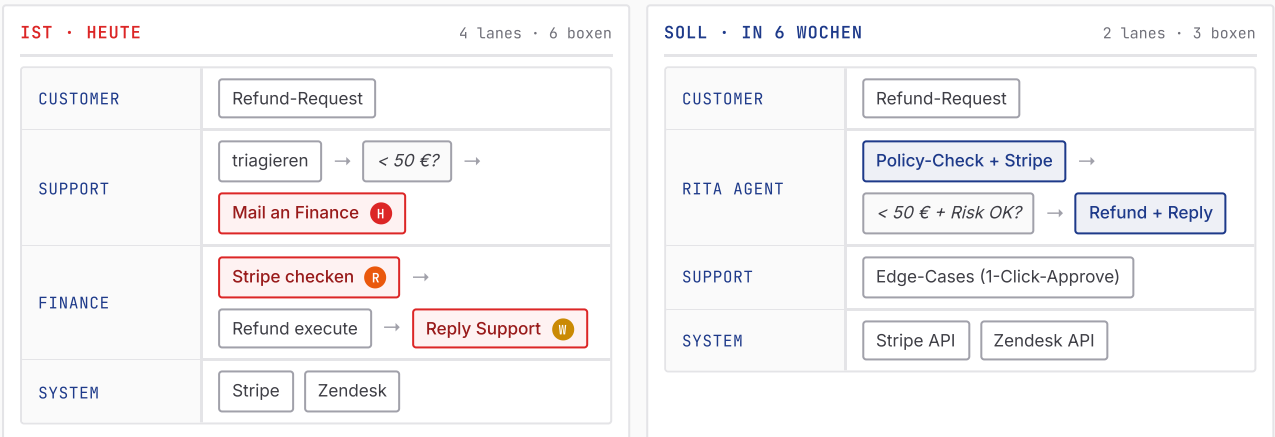 IST · HEUTE
4 lanes · 6 boxen
CUSTOMER
Refund-Request
SUPPORT
triagieren → < 50 €? →
Mail an Finance H
FINANCE
Stripe checken R →
Refund execute → Reply Support W
SYSTEM
Stripe Zendesk
SOLL · IN 6 WOCHEN
2 lanes · 3 boxen
CUSTOMER
Refund-Request
RITA AGENT
Policy-Check + Stripe →
< 50 € + Risk OK? → Refund + Reply
SUPPORT
Edge-Cases (1-Click-Approve)
SYSTEM
Stripe API Zendesk API